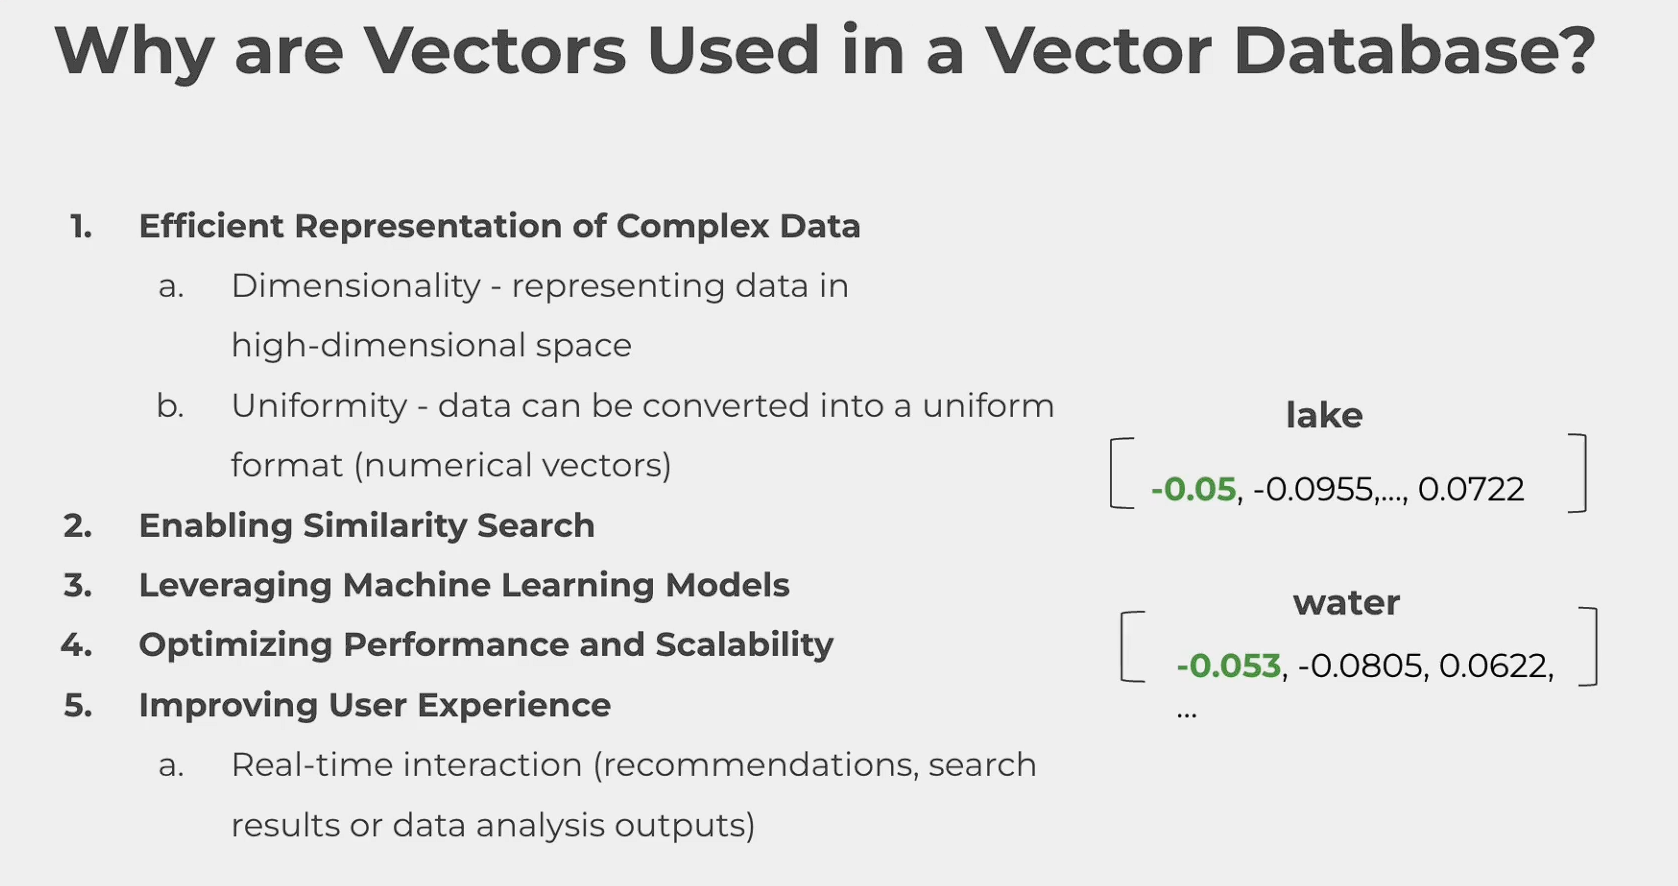 Why are Vectors Used in a Vector Database?
1. Efficient Representation of Complex Data
a. Dimensionality - representing data in
high-dimensional space
b. Uniformity - data can be converted into a uniform
format (numerical vectors)
2. Enabling Similarity Search
3. Leveraging Machine Learning Models
4. Optimizing Performance and Scalability
5. Improving User Experience
a. Real-time interaction (recommendations, search
results or data analysis outputs)
lake
-0.05, -0.0955,..., 0.0722
water
-0.053, -0.0805, 0.0622,
...